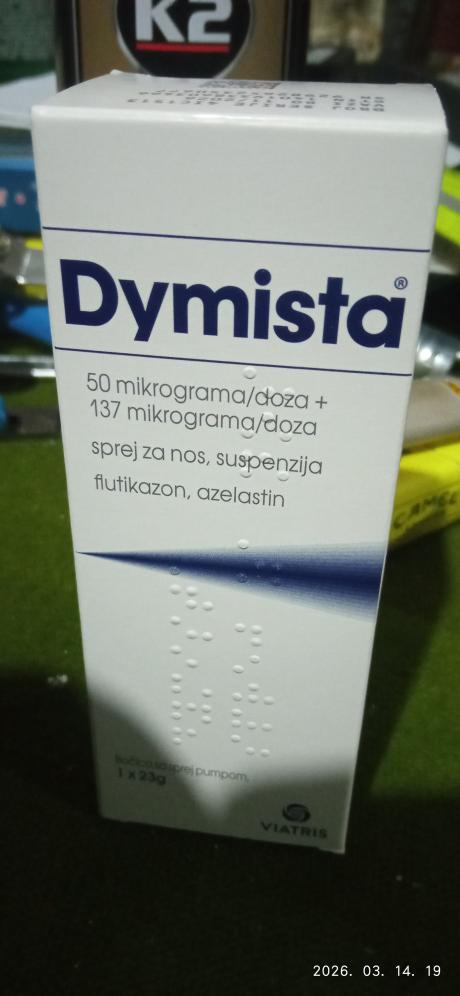 K2
Dymista®
50 mikrograma/doza +
137 mikrograma/doza
sprej za nos, suspenzija
flutikazon, azelastin
Bočica sa sprej pumpom,
1 x 23g
VIATRIS
CAMEL
2026. 03. 14. 19